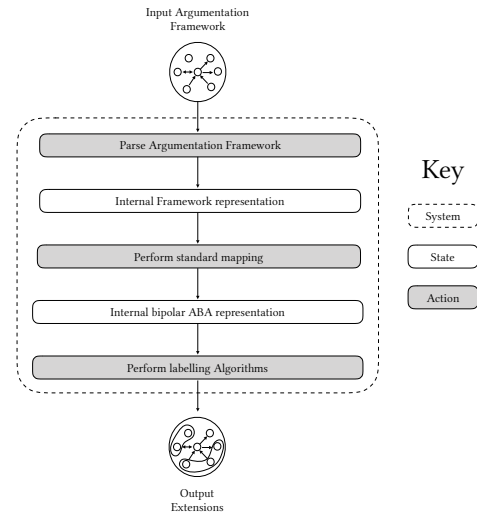 Input Argumentation
Framework
Parse Argumentation Framework
Internal Framework representation
Perform standard mapping
Internal bipolar ABA representation
Perform labelling Algorithms
Output
Extensions
Key
System
State
Action